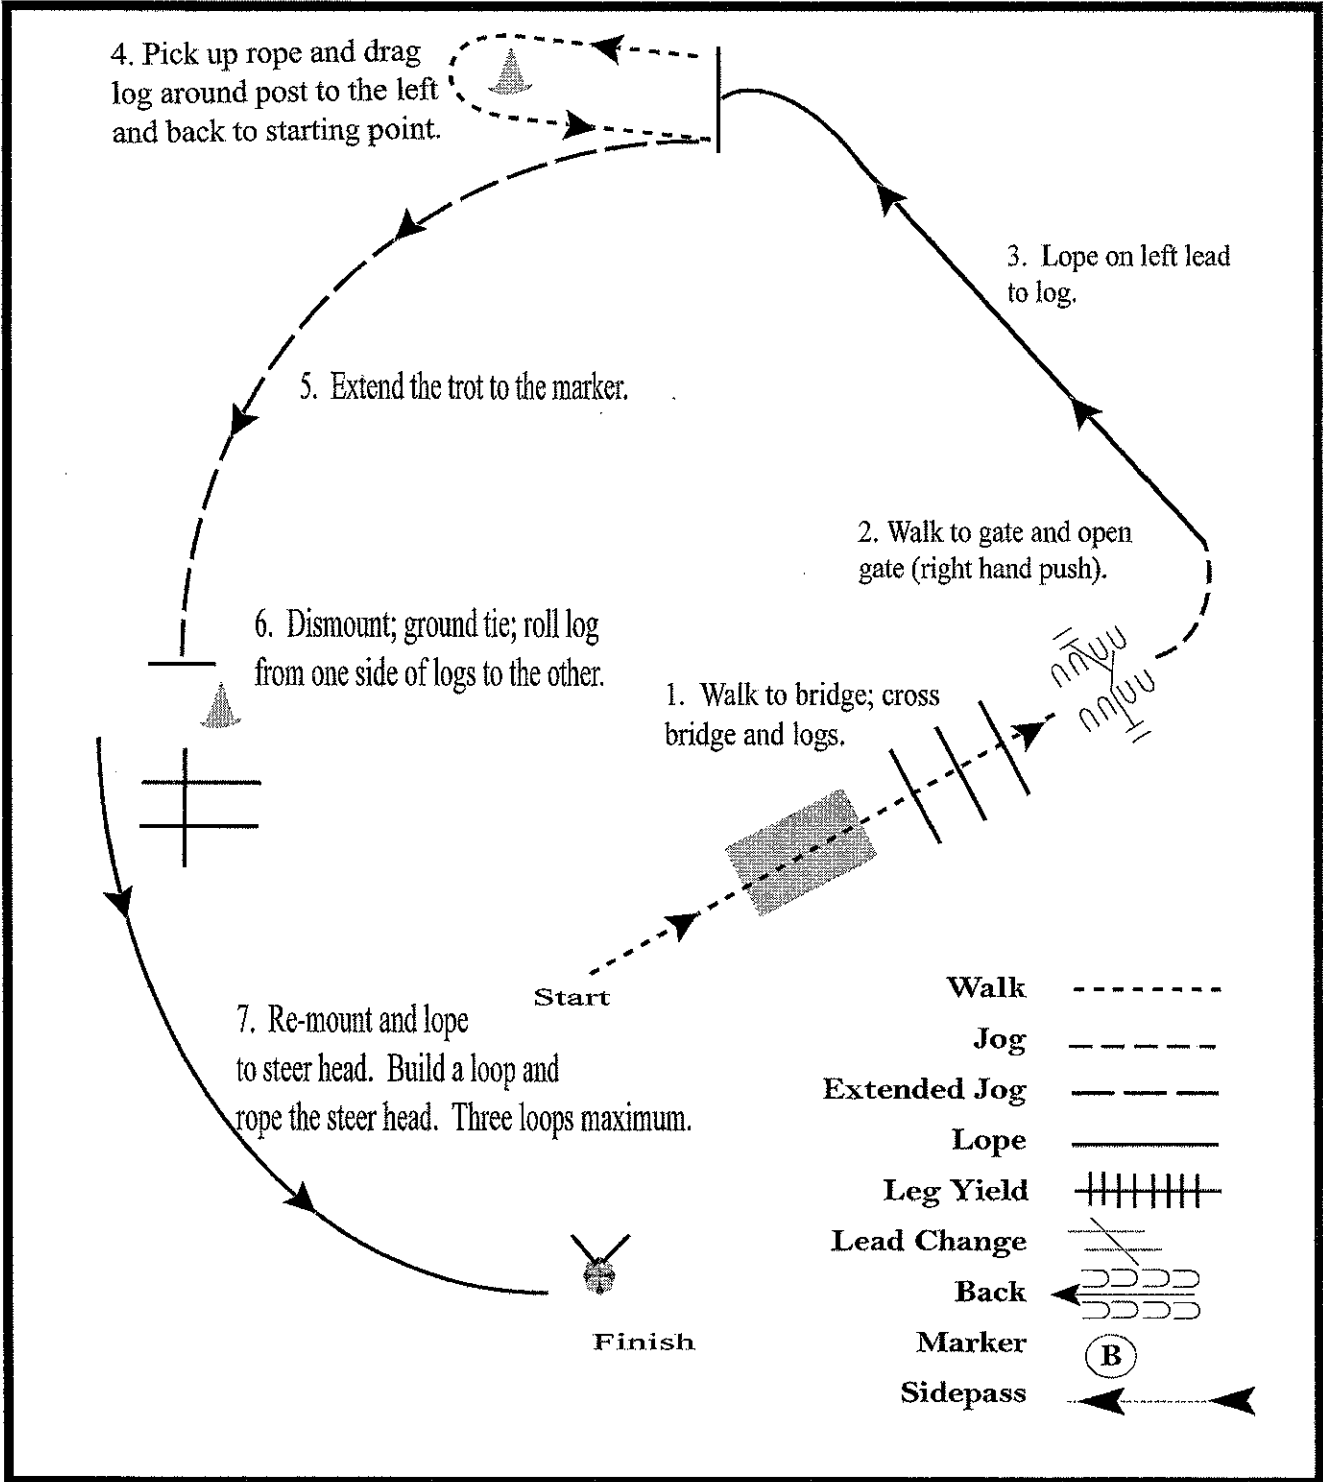 4. Pick up rope and drag
log around post to the left
and back to starting point.
3. Lope on left lead
to log.
5. Extend the trot to the marker.
2. Walk to gate and open
gate (right hand push).
6. Dismount; ground tie; roll log
from one side of logs to the other.
1. Walk to bridge; cross
bridge and logs.
Start
7. Re-mount and lope
to steer head. Build a loop and
rope the steer head. Three loops maximum.
Finish
Walk
Jog
Extended Jog
Lope
Leg Yield
Lead Change
Back
Marker B
Sidepass